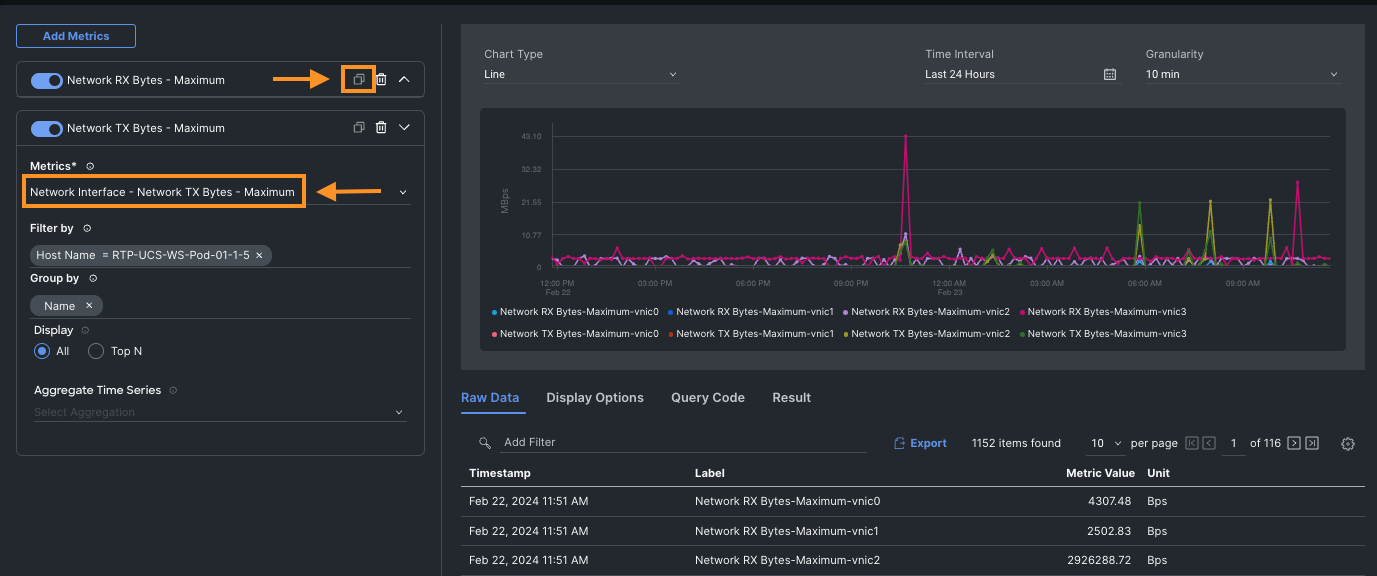 Add Metrics
Network RX Bytes - Maximum
Network TX Bytes - Maximum
Metrics*
Network Interface - Network TX Bytes - Maximum
Filter by
Host Name = RTP-UCS-WS-Pod-01-1-5 ×
Group by
Name ×
Display
All Top N
Aggregate Time Series
Select Aggregation
Chart Type Time Interval Granularity
Line Last 24 Hours 10 min
MBps
43.10
32.32
21.55
10.77
0
12:00 PM 03:00 PM 06:00 PM 09:00 PM 12:00 AM 03:00 AM 06:00 AM 09:00 AM
Feb 22 Feb 23
Network RX Bytes-Maximum-vnic0 Network RX Bytes-Maximum-vnic1 Network RX Bytes-Maximum-vnic2 Network RX Bytes-Maximum-vnic3
Network TX Bytes-Maximum-vnic0 Network TX Bytes-Maximum-vnic1 Network TX Bytes-Maximum-vnic2 Network TX Bytes-Maximum-vnic3
Raw Data Display Options Query Code Result
Add Filter Export 1152 items found 10 per page 1 of 116
Timestamp Label Metric Value Unit
Feb 22, 2024 11:51 AM Network RX Bytes-Maximum-vnic0 4307.48 Bps
Feb 22, 2024 11:51 AM Network RX Bytes-Maximum-vnic1 2502.83 Bps
Feb 22, 2024 11:51 AM Network RX Bytes-Maximum-vnic2 2926288.72 Bps